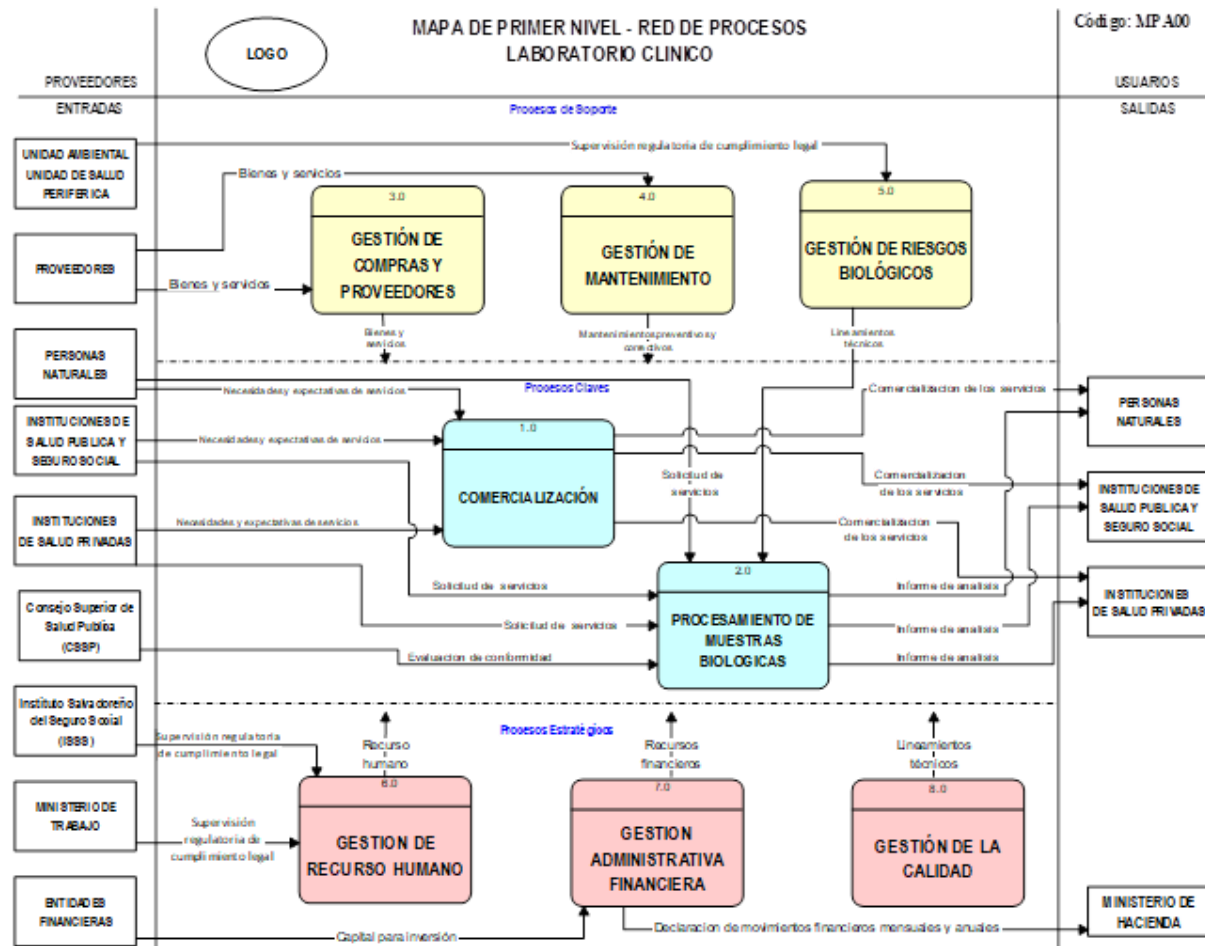 LOGO
MAPA DE PRIMER NIVEL - RED DE PROCESOS
LABORATORIO CLINICO
Código: MPA00
PROVEEDORES
USUARIOS
ENTRADAS
Procesos de Soporte
SALIDAS
UNIDAD AMBIENTAL
UNIDAD DE SALUD
PERIFERICA
Supervisión regulatoria de cumplimiento legal
Bienes y servicios
3.0
GESTIÓN DE
COMPRAS Y
PROVEEDORES
4.0
GESTIÓN DE
MANTENIMIENTO
5.0
GESTIÓN DE RIESGOS
BIOLÓGICOS
PROVEEDORES
Bienes y servicios
Bienes y
servicios
Mantenimientos preventivos y
correctivos
Lineamientos
técnicos
PERSONAS
NATURALES
Necesidades y expectativas de servicios
Procesos Claves
Comercializacion de los servicios
PERSONAS
NATURALES
INSTITUCIONES DE
SALUD PUBLICA Y
SEGURO SOCIAL
Necesidades y expectativas de servicios
1.0
COMERCIALIZACIÓN
Solicitud de
servicios
Comercializacion
de los servicios
INSTITUCIONES DE
SALUD PUBLICA Y
SEGURO SOCIAL
INSTITUCIONES
DE SALUD PRIVADAS
Necesidades y expectativas de servicios
Comercializacion
de los servicios
Solicitud de servicios
2.0
PROCESAMIENTO DE
MUESTRAS
BIOLOGICAS
Informe de analisis
INSTITUCIONES
DE SALUD PRIVADAS
Consejo Superior de
Salud Publica
(CSSP)
Solicitud de servicios
Informe de analisis
Evaluacion de conformidad
Informe de analisis
Instituto Salvadoreño
del Seguro Social
(ISSS)
Supervisión regulatoria
de cumplimiento legal
Procesos Estratégicos
Recurso
humano
Recursos
financieros
Lineamientos
técnicos
6.0
GESTION DE
RECURSO HUMANO
7.0
GESTION
ADMINISTRATIVA
FINANCIERA
8.0
GESTIÓN DE LA
CALIDAD
MINISTERIO DE
TRABAJO
Supervisión
regulatoria de
cumplimiento legal
ENTIDADES
FINANCIERAS
Capital para inversión
Declaracion de movimientos financieros mensuales y anuales
MINISTERIO DE
HACIENDA